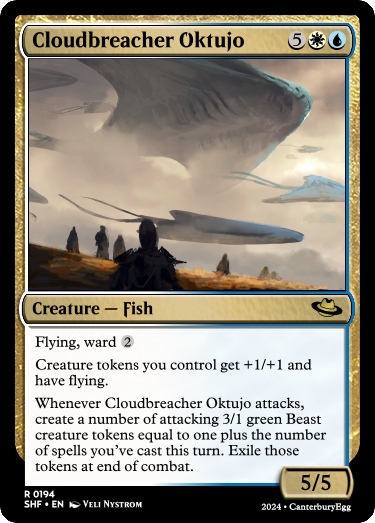 Cloudbreacher Oktujo 5
Creature — Fish
Flying, ward 2
Creature tokens you control get +1/+1 and
have flying.
Whenever Cloudbreacher Oktujo attacks,
create a number of attacking 3/1 green Beast
creature tokens equal to one plus the number
of spells you've cast this turn. Exile those
tokens at end of combat.
5/5
R 0194
SHF • EN Veli Nystrom
2024 • CanterburyEgg